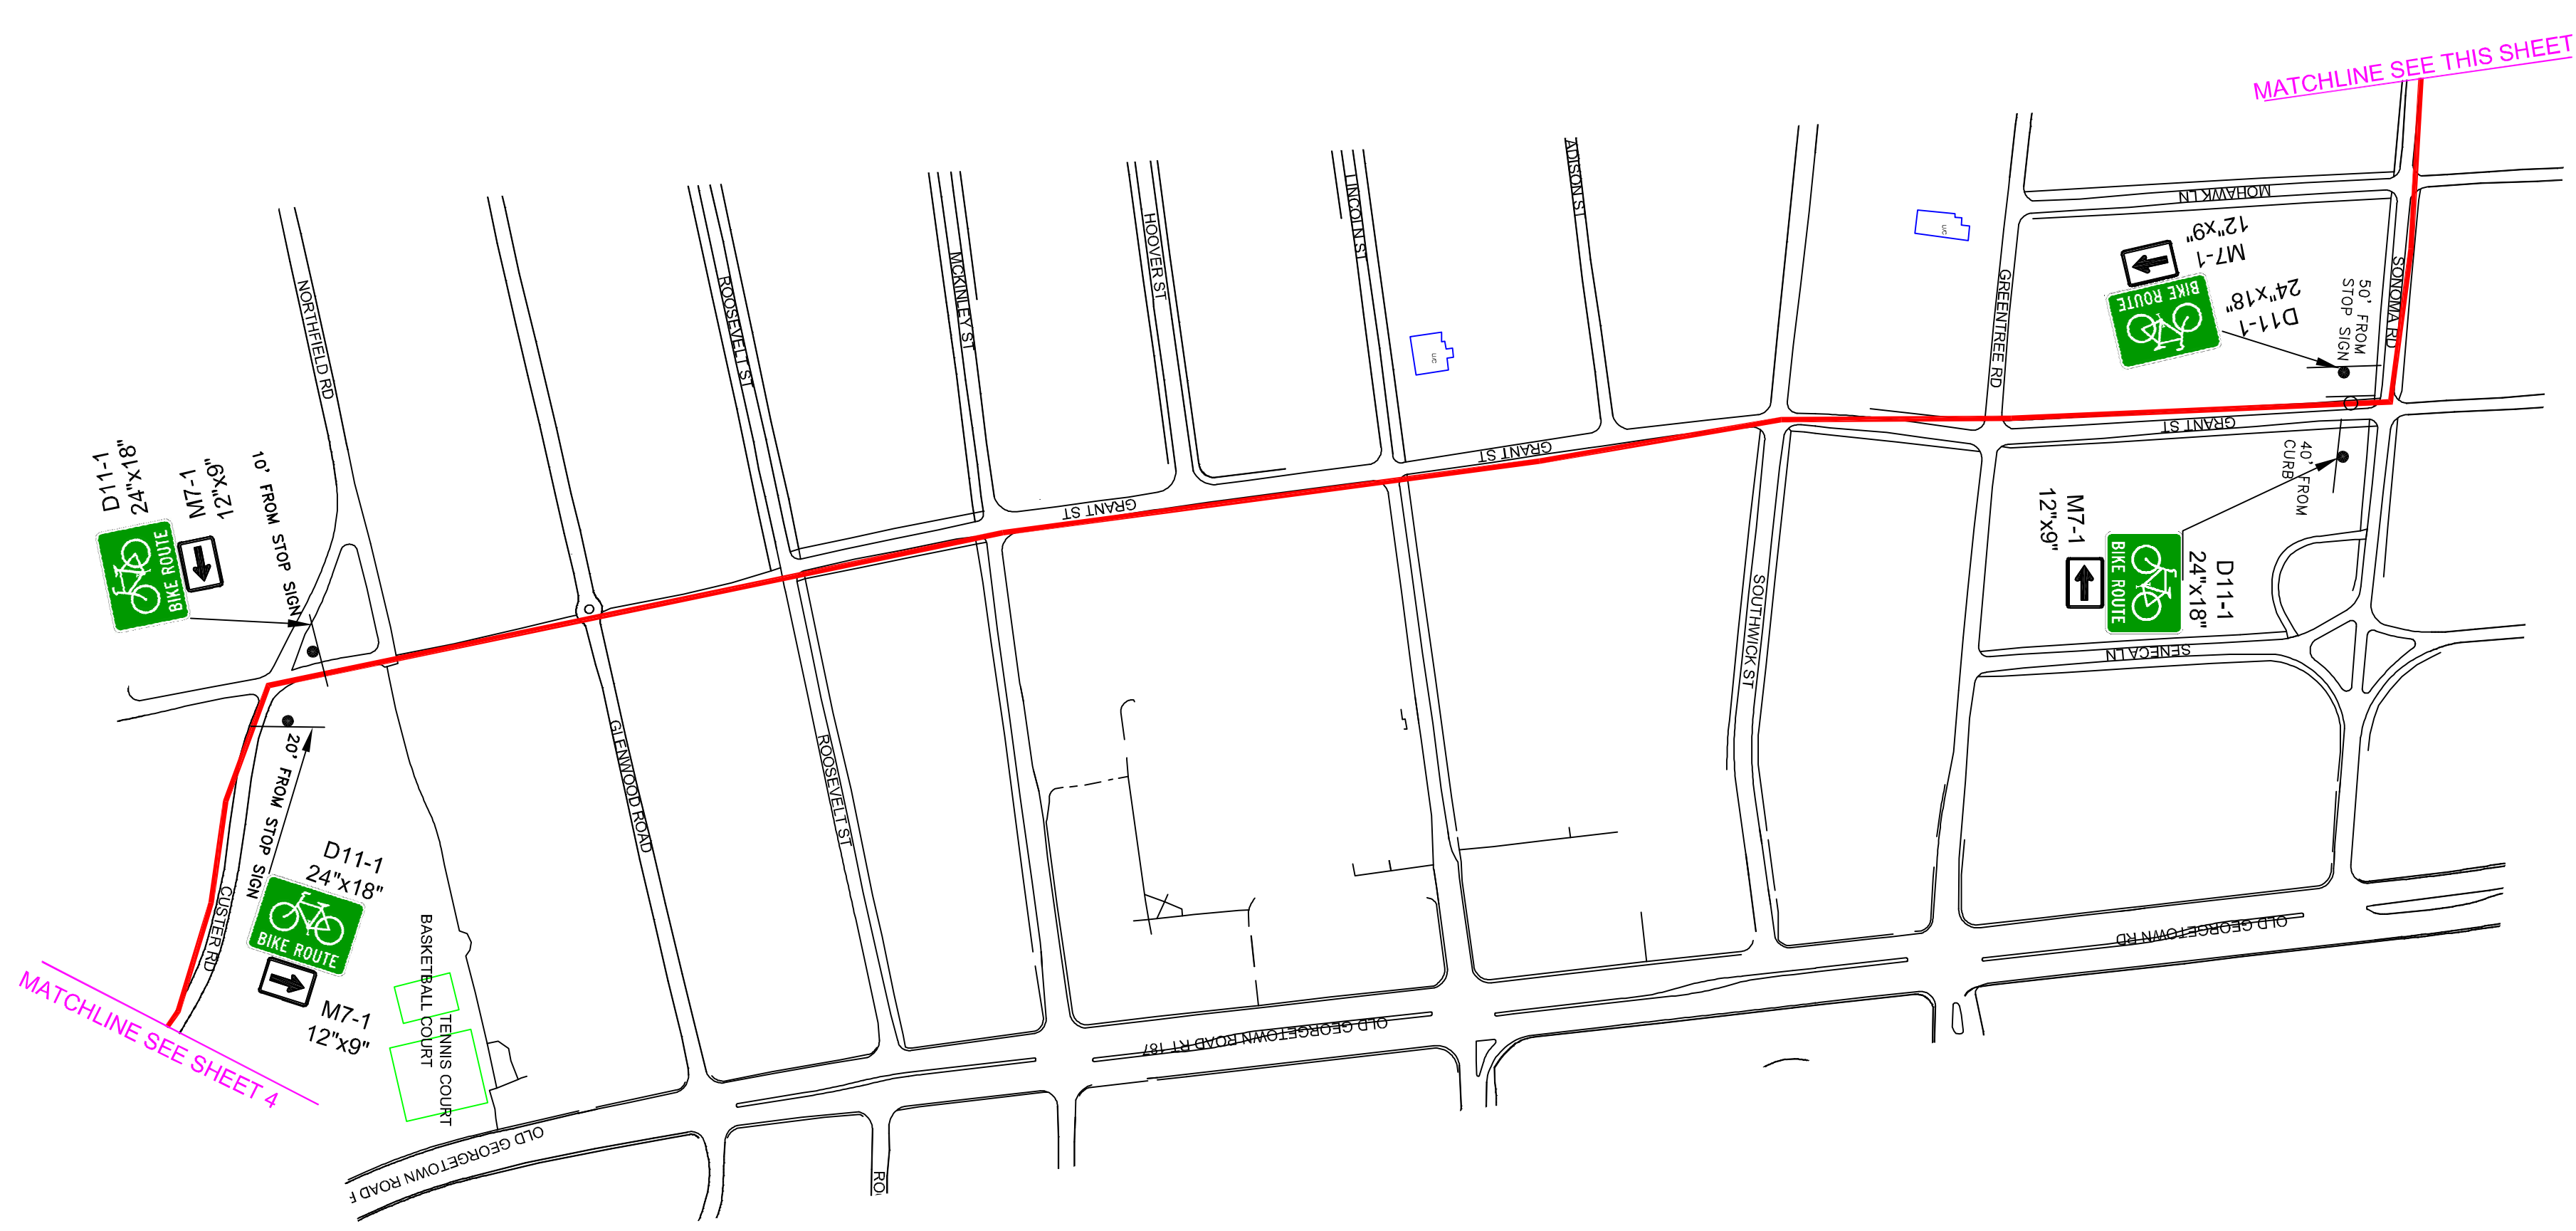 MATCHLINE SEE THIS SHEET
MOHAWK LN
M7-1
12"x9"
BIKE ROUTE
D11-1
24"x18"
50' FROM
STOP SIGN
SONOMA RD
GREENTREE RD
ADISON ST
LINCOLN ST
HOOVER ST
MCKINLEY ST
ROOSEVELT ST
NORTHFIELD RD
GRANT ST
GRANT ST
GRANT ST
40' FROM
CURB
M7-1
12"x9"
BIKE ROUTE
D11-1
24"x18"
SENECA LN
SOUTHWICK ST
D11-1
24"x18"
M7-1
12"x9"
BIKE ROUTE
10' FROM STOP SIGN
20' FROM STOP SIGN
GLENWOOD ROAD
ROOSEVELT ST
D11-1
24"x18"
BIKE ROUTE
M7-1
12"x9"
CUSTER RD
BASKETBALL COURT
TENNIS COURT
MATCHLINE SEE SHEET 4
OLD GEORGETOWN RD
OLD GEORGETOWN ROAD RT 187
OLD GEORGETOWN ROAD
RO